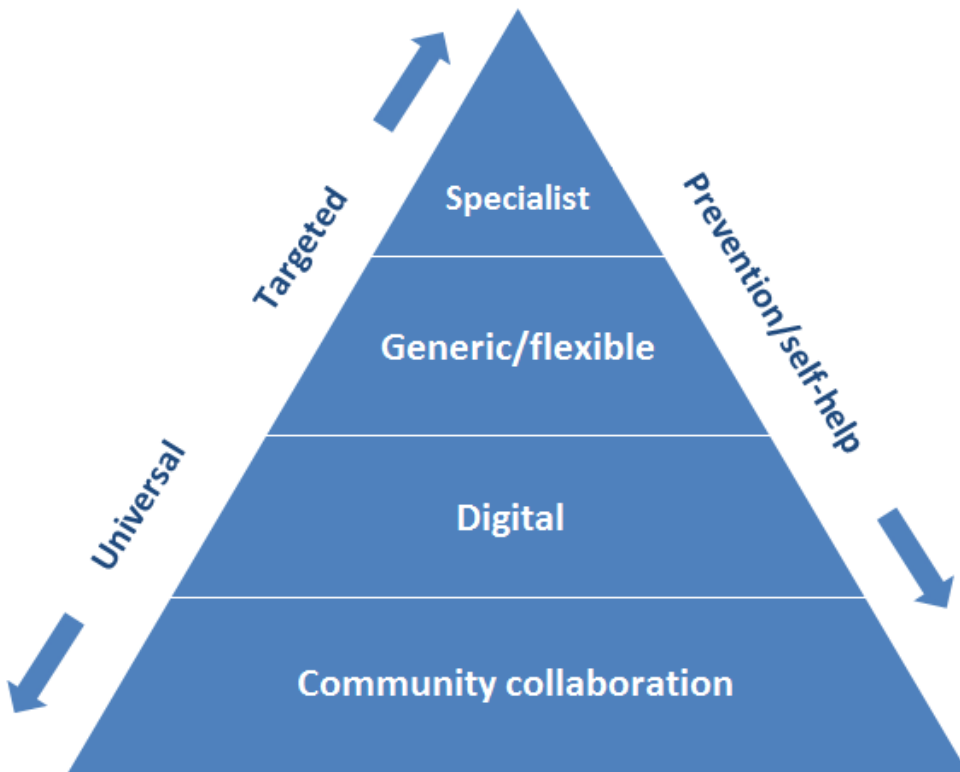 Specialist
Targeted
Prevention/self-help
Generic/flexible
Universal
Digital
Community collaboration